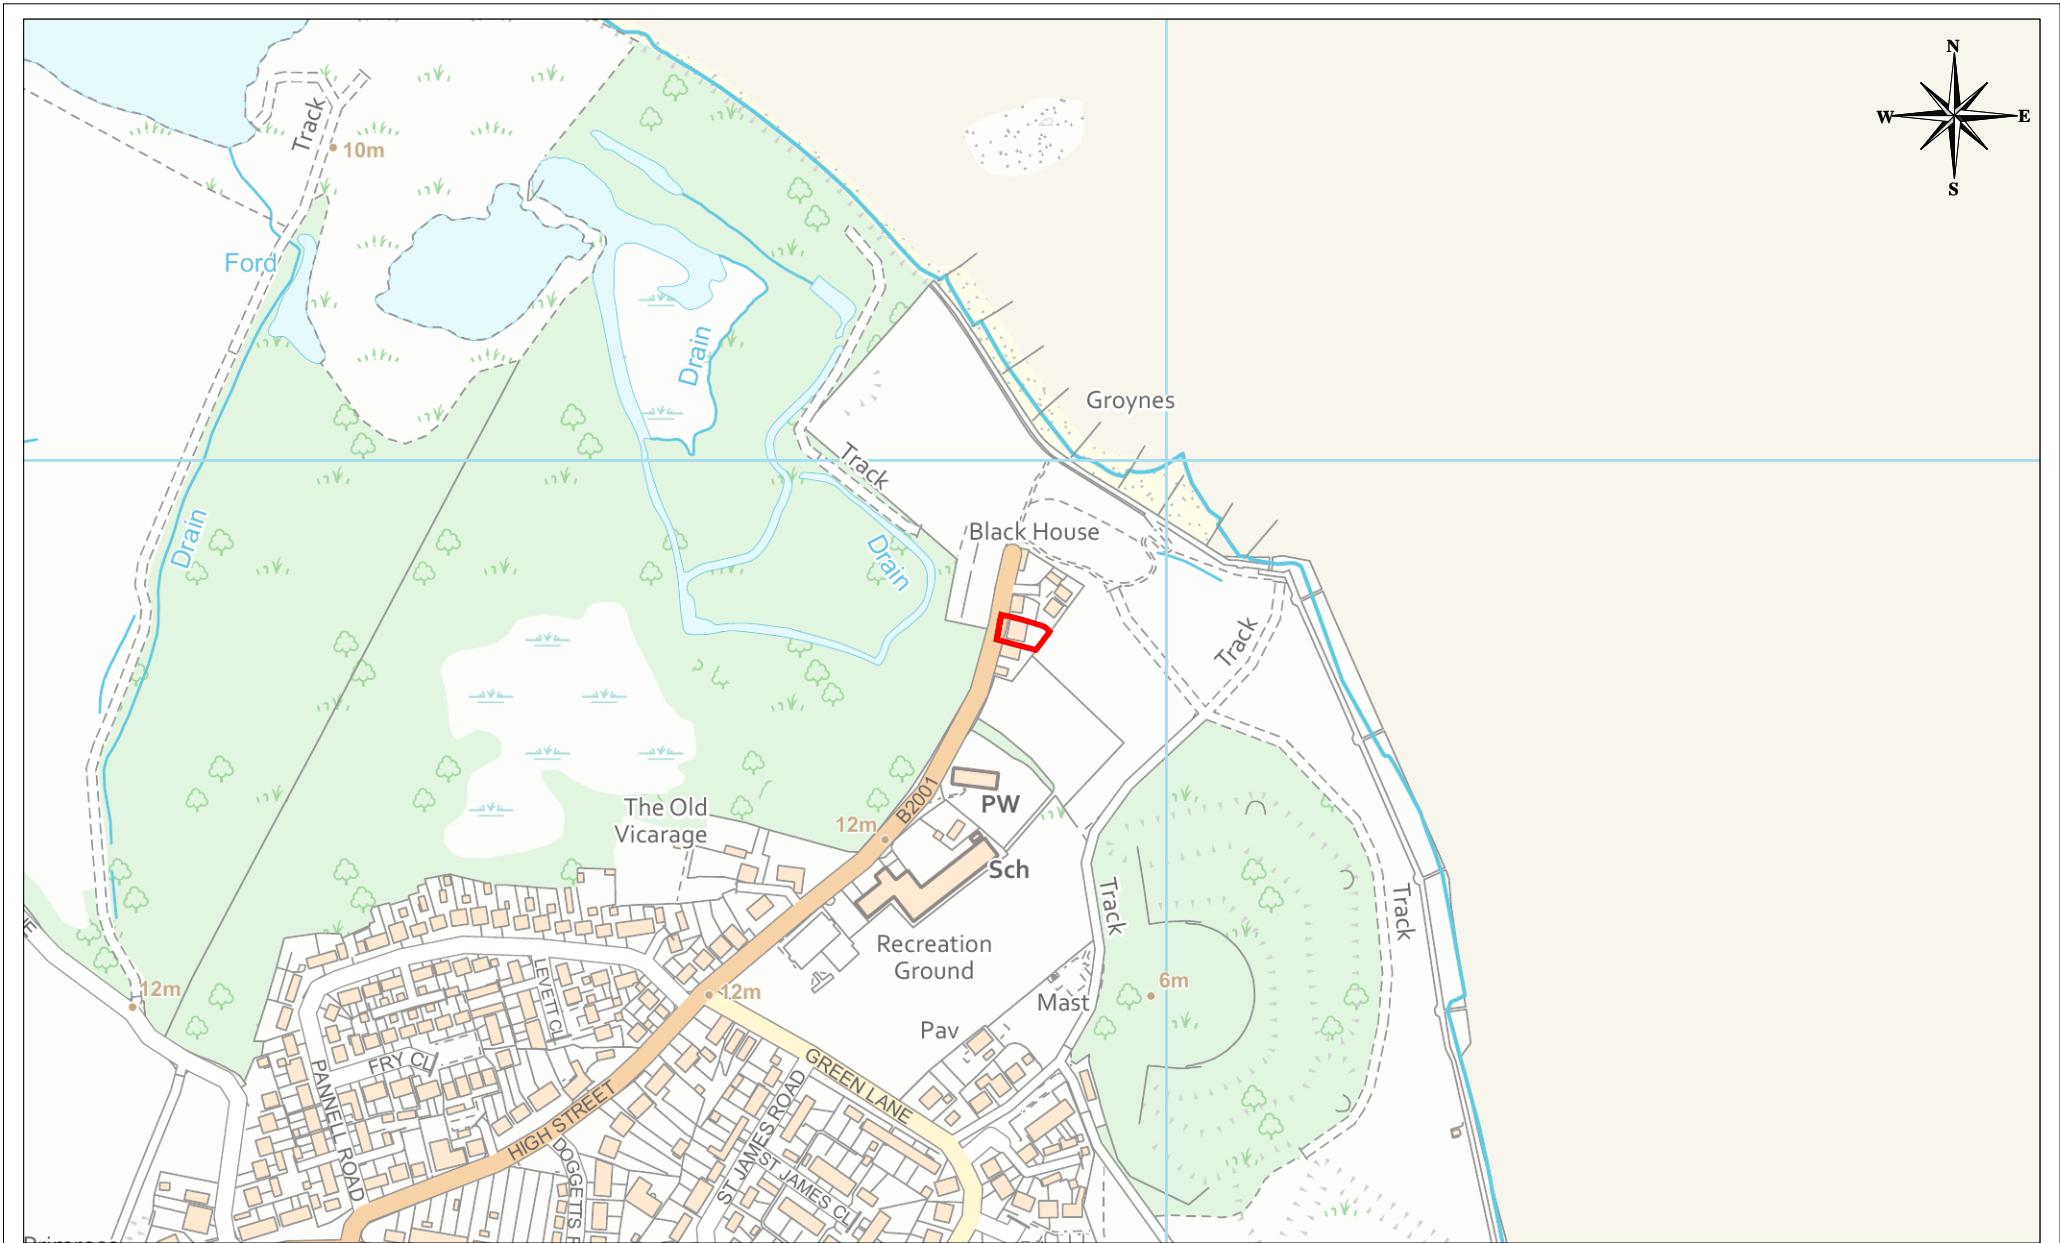 N
W
E
S
Track
10m
Ford
Drain
Groynes
Track
Black House
Drain
Drain
Track
B2001
The Old
Vicarage
12m
PW
Sch
Track
Track
Recreation
Ground
6m
12m
12m
LEVETT CL
Mast
Pav
FRY CL
GREEN LANE
PANNELL ROAD
HIGH STREET
ST JAMES ROAD
DOGGETTS
ST JAMES CL